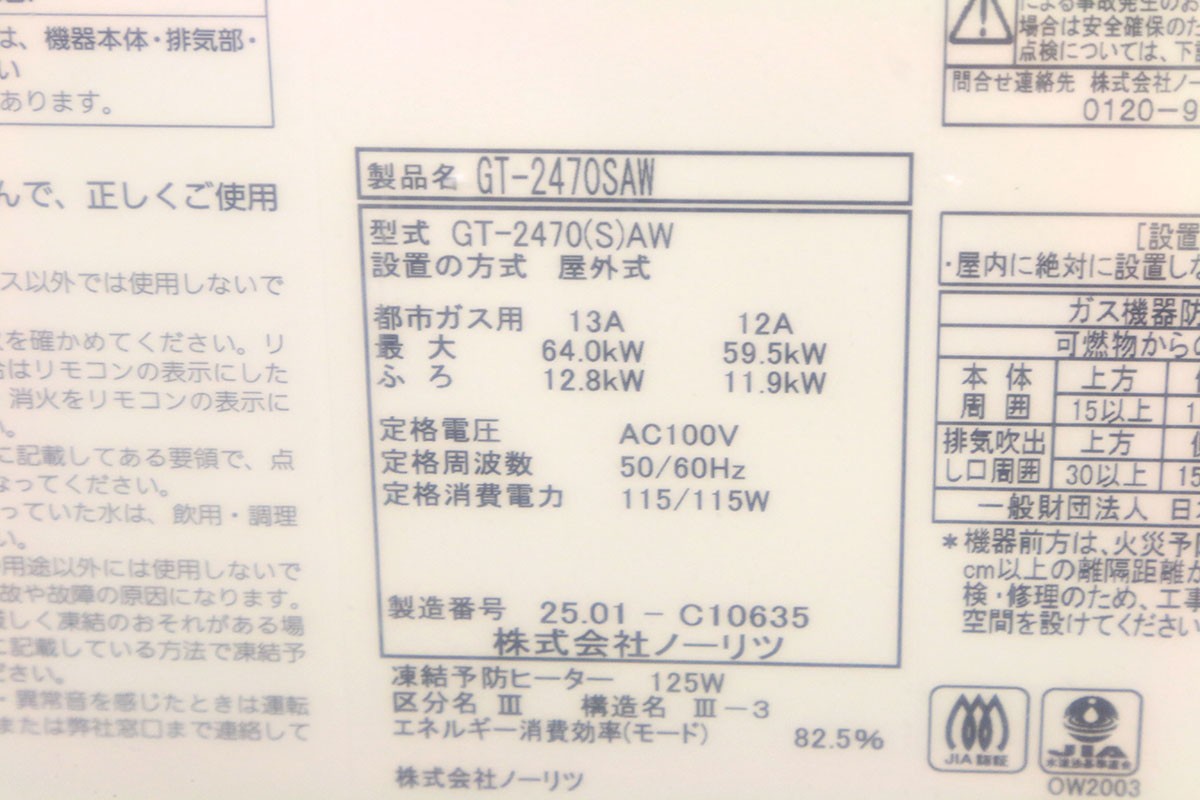 は、機器本体・排気部・
い
あります。
んで、正しくご使用
ス以外では使用しないで
を確かめてください。リ
はリモコンの表示にした
消火をリモコンの表示に
い。
に記載してある要領で、点
なってください。
っていた水は、飲用・調理
い。
用途以外には使用しないで
故や故障の原因になります。
しく凍結のおそれがある場
に記載している方法で凍結予
ださい。
・異常音を感じたときは運転
または弊社窓口まで連絡して
製品名 GT-2470SAW
型式 GT-2470(S)AW
設置の方式 屋外式
都市ガス用 13A 12A
最大 64.0kW 59.5kW
ふろ 12.8kW 11.9kW
定格電圧 AC100V
定格周波数 50/60Hz
定格消費電力 115/115W
製造番号 25.01 - C10635
株式会社ノーリツ
凍結予防ヒーター 125W
区分名 Ⅲ 構造名 Ⅲ-3
エネルギー消費効率(モード) 82.5%
株式会社ノーリツ
による事故発生のお
場合は安全確保のた
点検については、下
問合せ連絡先 株式会社ノー
0120-9
[設置
・屋内に絶対に設置しな
ガス機器防
可燃物からの
本体周囲 上方
15以上 1
排気吹出し口周囲 上方
30以上 15
一般財団法人 日
*機器前方は、火災予
cm以上の離隔距離が
検・修理のため、工事
空間を設けてください
JIA 認証
JIA
OW2003